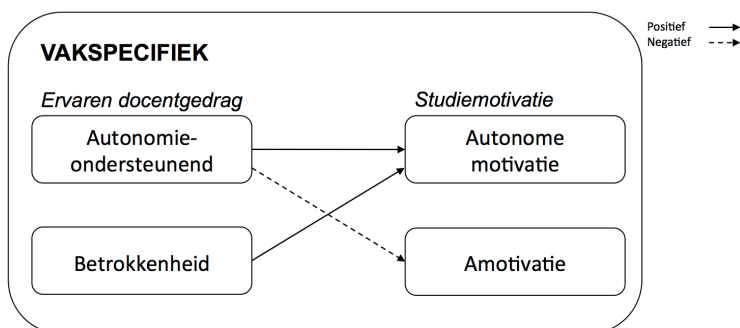 Positief
Negatief
VAKSPECIFIEK
Ervaren docentgedrag
Studiemotivatie
Autonomie-
ondersteunend
Autonome
motivatie
Betrokkenheid
Amotivatie